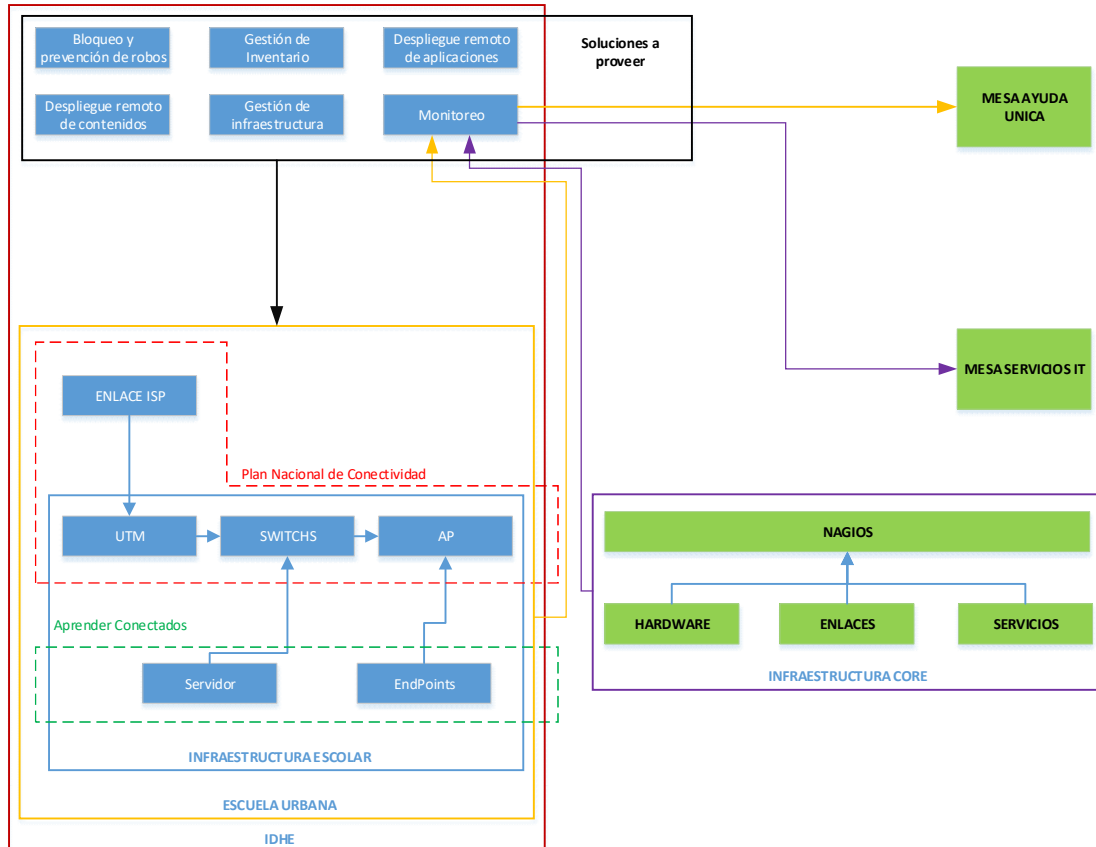 Bloqueo y
prevención de robos
Gestión de
Inventario
Despliegue remoto
de aplicaciones
Soluciones a
proveer
Despliegue remoto
de contenidos
Gestión de
infraestructura
Monitoreo
MESA AYUDA
UNICA
MESA SERVICIOS IT
ENLACE ISP
Plan Nacional de Conectividad
UTM
SWITCHS
AP
NAGIOS
HARDWARE
ENLACES
SERVICIOS
INFRAESTRUCTURA CORE
Aprender Conectados
Servidor
EndPoints
INFRAESTRUCTURA ESCOLAR
ESCUELA URBANA
IDHE